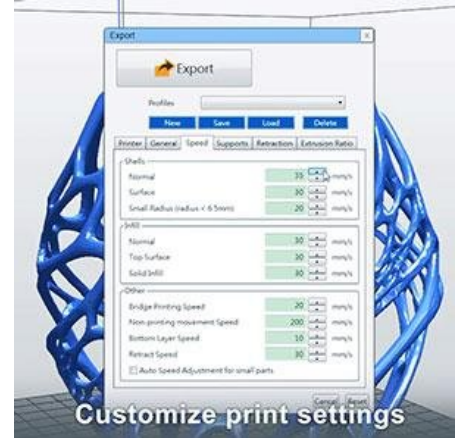 Export
Export
Profiles
New Save Load Delete
Printer General Speed Supports Retraction Extrusion Ratio
Shells
Normal 35 mm/s
Surface 30 mm/s
Small Radius (radius < 6.5mm) 20 mm/s
Infill
Normal 30 mm/s
Top Surface 30 mm/s
Solid Infill 30 mm/s
Other
Bridge Printing Speed 20 mm/s
Non-printing movement Speed 200 mm/s
Bottom Layer Speed 10 mm/s
Retract Speed 30 mm/s
Auto Speed Adjustment for small parts
Cancel Reset
Customize print settings